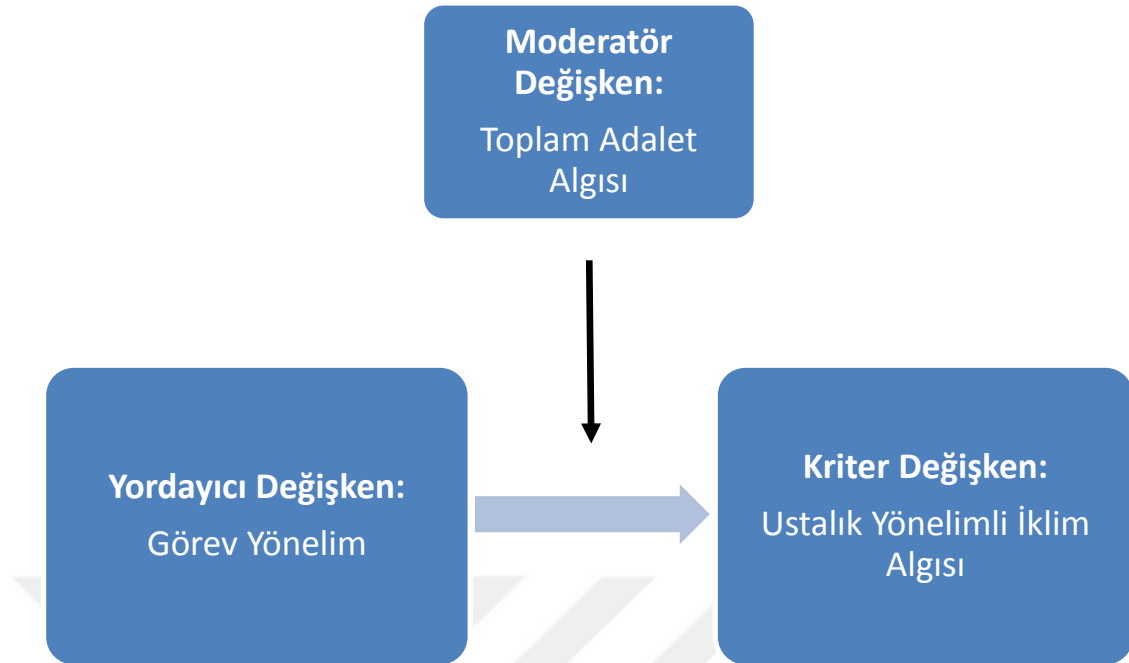 Moderatör
Değişken:
Toplam Adalet
Algısı
Yordayıcı Değişken:
Görev Yönelim
Kriter Değişken:
Ustalık Yönelimli İklim
Algısı